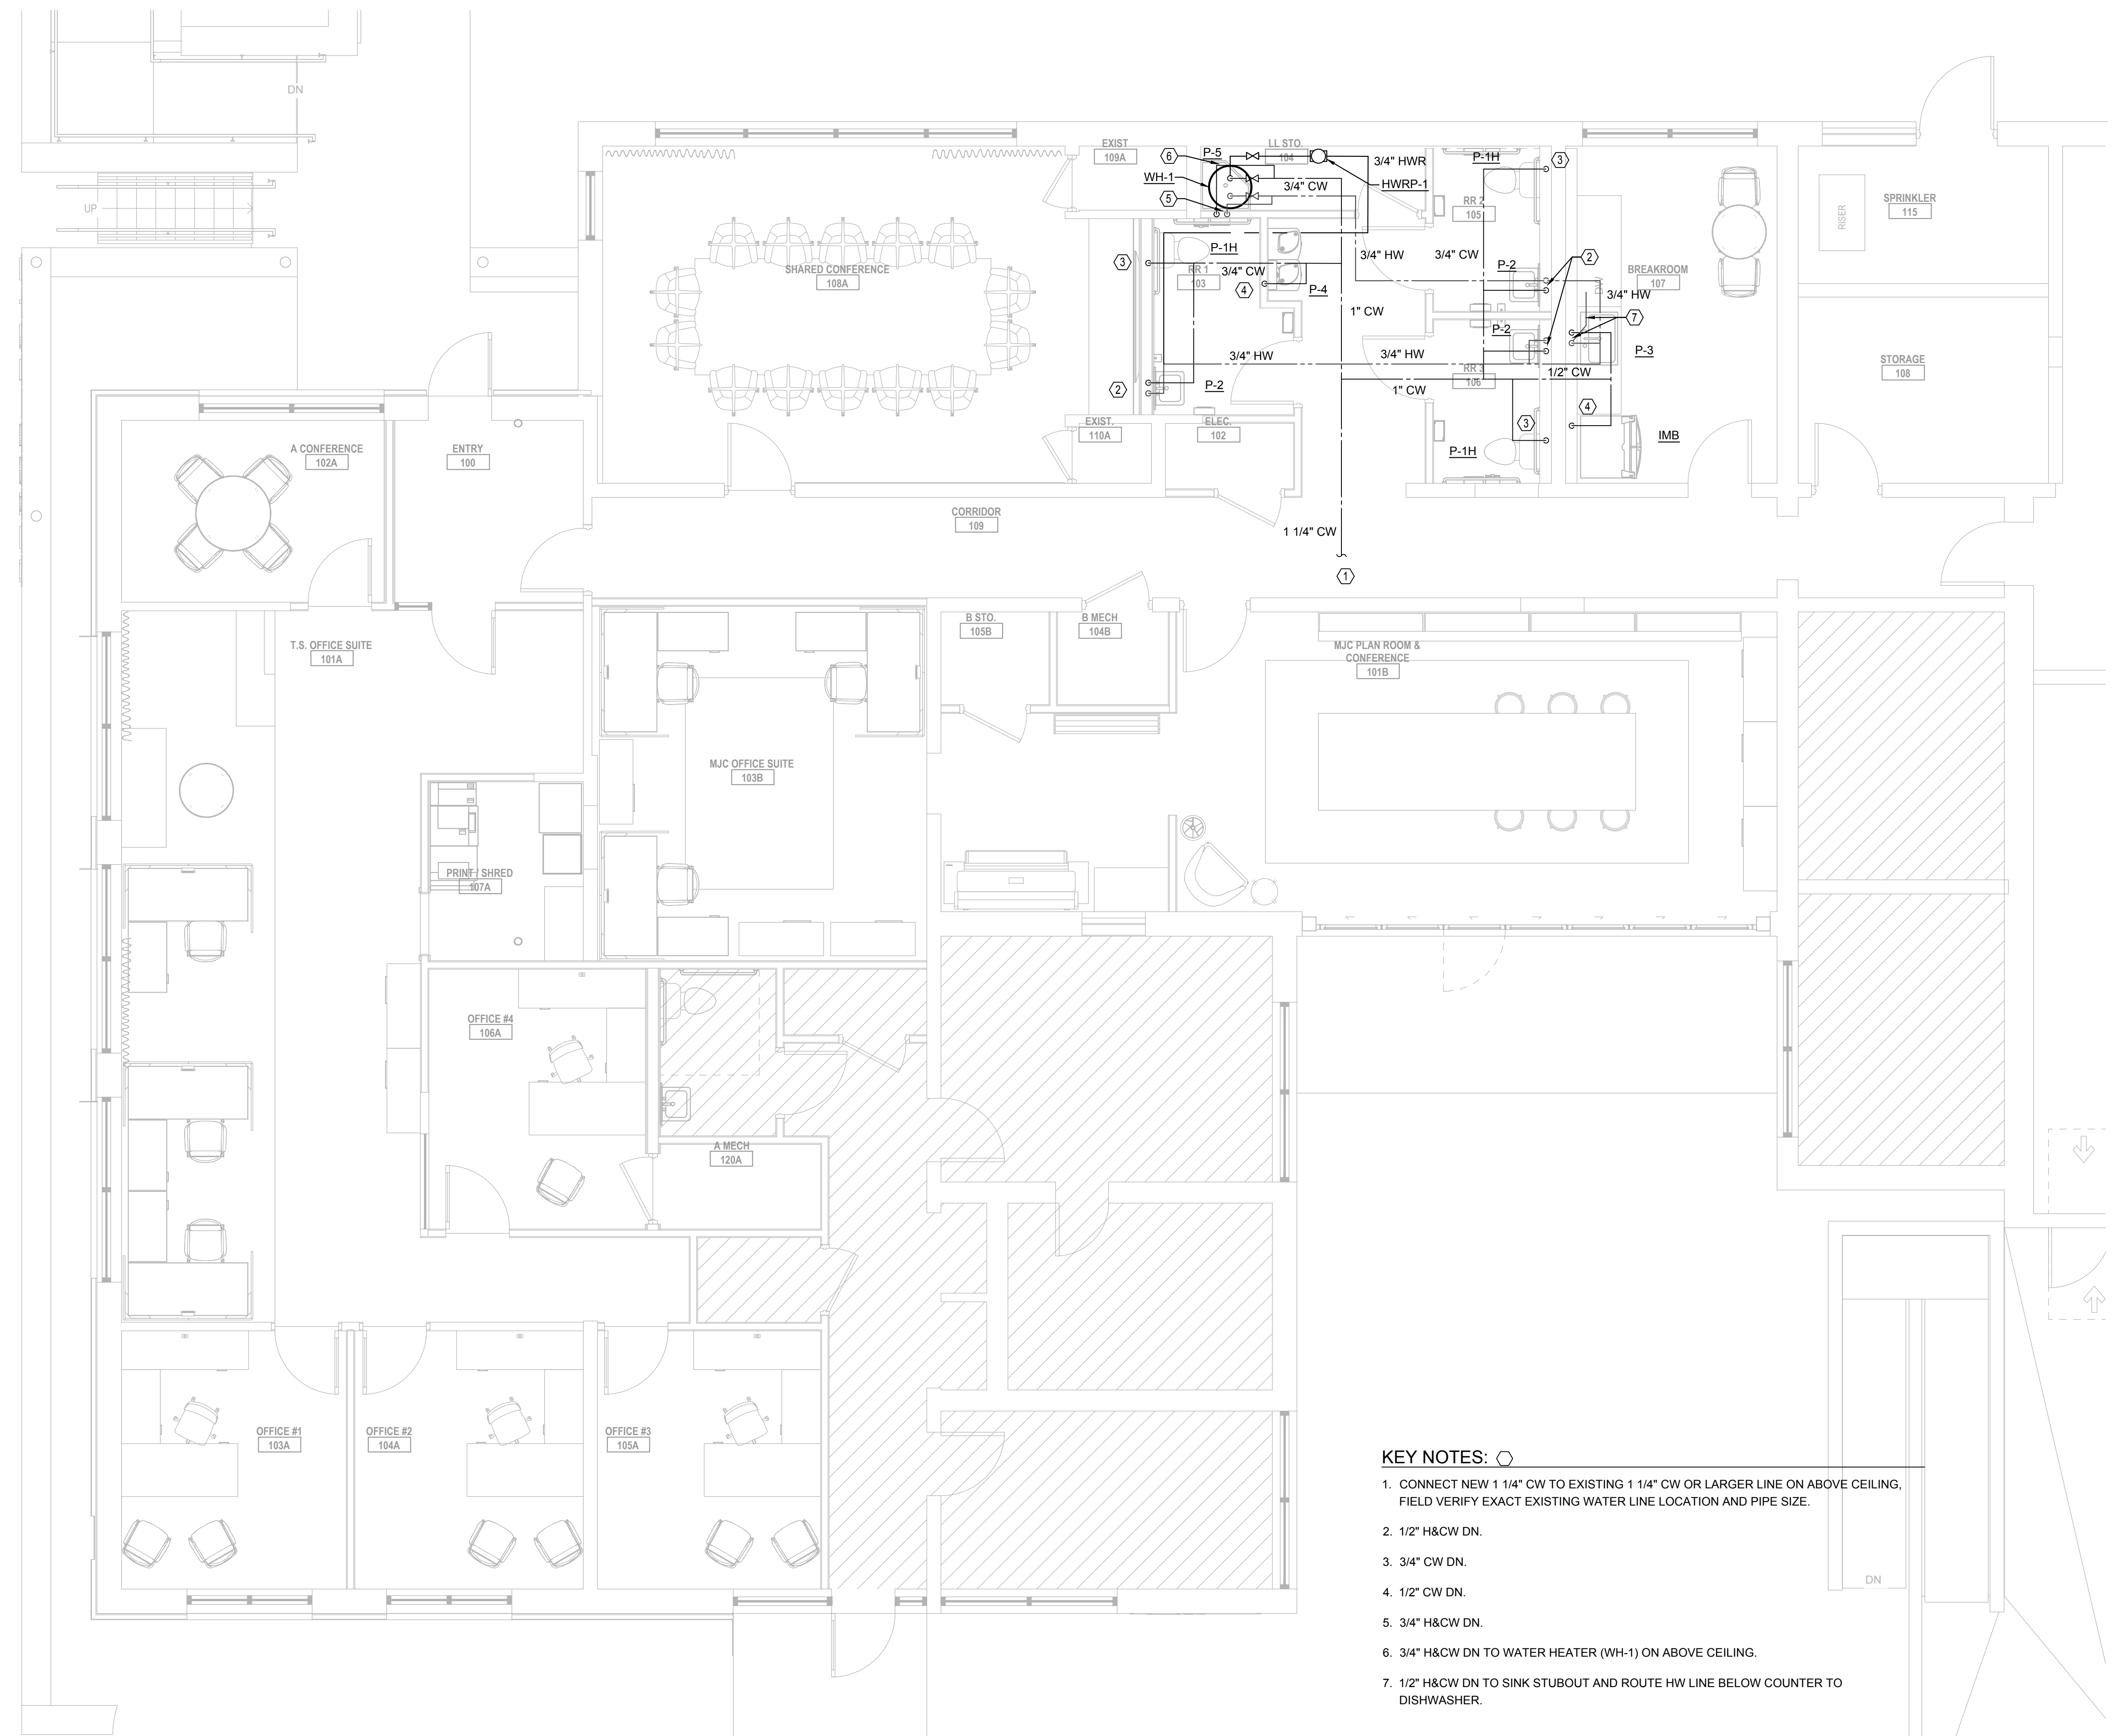 DN
UP
EXIST
109A
6
P-5
LL STO.
104
3/4" HWR
P-1H
3
WH-1
3/4" CW
HWRP-1
5
RR 2
105
SPRINKLER
115
RISER
P-1H
3
RR 1
103
3/4" CW
4
P-4
3/4" HW
3/4" CW
P-2
2
BREAKROOM
107
DW
3/4" HW
SHARED CONFERENCE
108A
1" CW
P-2
7
P-3
3/4" HW
3/4" HW
STORAGE
108
2
P-2
RR 3
106
1/2" CW
1" CW
4
3
IMB
P-1H
EXIST.
110A
ELEC.
102
A CONFERENCE
102A
ENTRY
100
CORRIDOR
109
1 1/4" CW
1
B STO.
105B
B MECH
104B
T.S. OFFICE SUITE
101A
MJC PLAN ROOM &
CONFERENCE
101B
MJC OFFICE SUITE
103B
PRINT / SHRED
107A
OFFICE #4
106A
A MECH
120A
OFFICE #1
103A
OFFICE #2
104A
OFFICE #3
105A
DN
KEY NOTES:
1. CONNECT NEW 1 1/4" CW TO EXISTING 1 1/4" CW OR LARGER LINE ON ABOVE CEILING,
FIELD VERIFY EXACT EXISTING WATER LINE LOCATION AND PIPE SIZE.
2. 1/2" H&CW DN.
3. 3/4" CW DN.
4. 1/2" CW DN.
5. 3/4" H&CW DN.
6. 3/4" H&CW DN TO WATER HEATER (WH-1) ON ABOVE CEILING.
7. 1/2" H&CW DN TO SINK STUBOUT AND ROUTE HW LINE BELOW COUNTER TO
DISHWASHER.